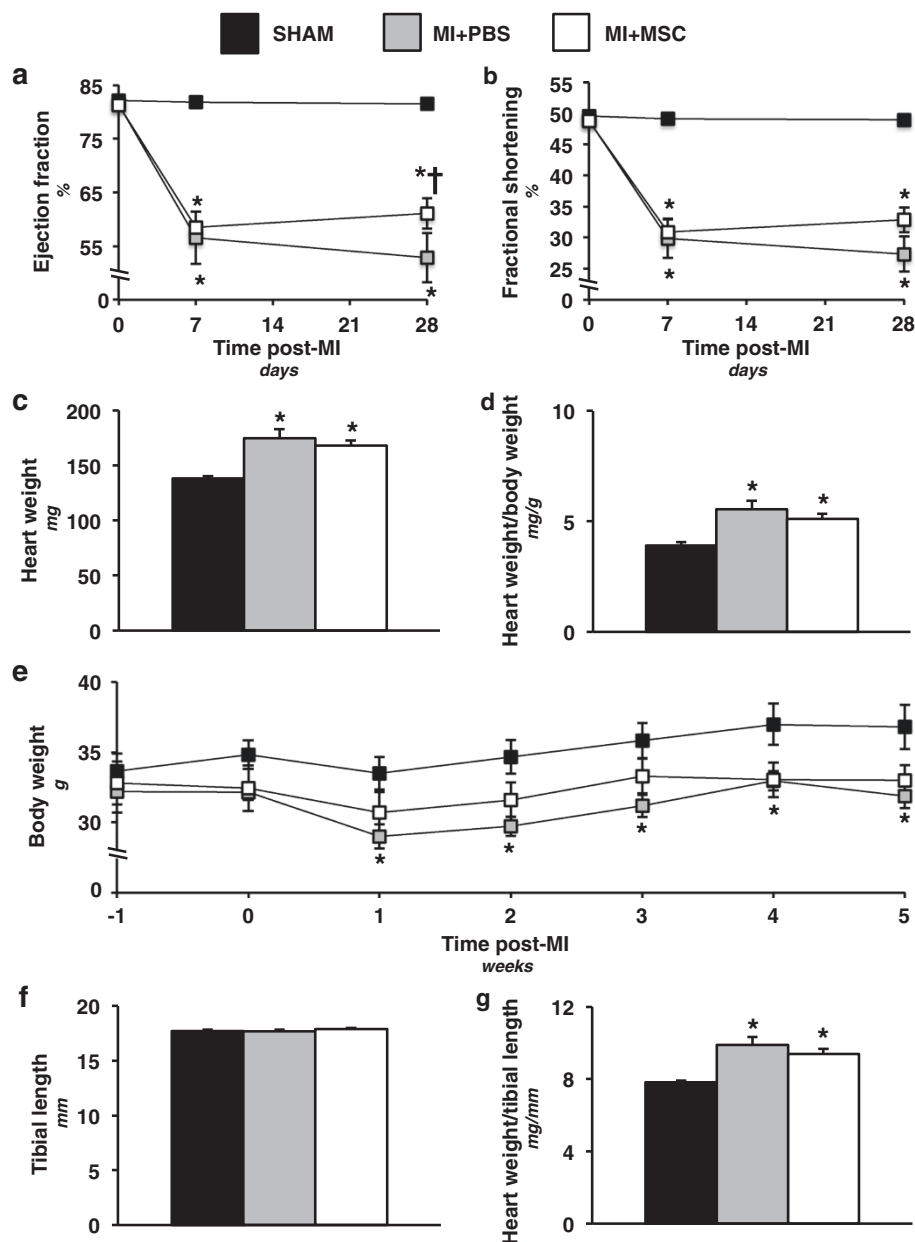 SHAM MI+PBS MI+MSC
a
85
75
65
55
0
Ejection fraction
%
*
*
*†
*
0 7 14 21 28
Time post-MI
days
b
55
50
45
40
35
30
25
0
Fractional shortening
%
*
*
*
*
0 7 14 21 28
Time post-MI
days
c
200
150
100
50
0
Heart weight
mg
* *
d
10
5
0
Heart weight/body weight
mg/g
* *
e
40
35
30
0
Body weight
g
* * * * *
-1 0 1 2 3 4 5
Time post-MI
weeks
f
20
15
10
5
0
Tibial length
mm
g
12
8
4
0
Heart weight/tibial length
mg/mm
* *